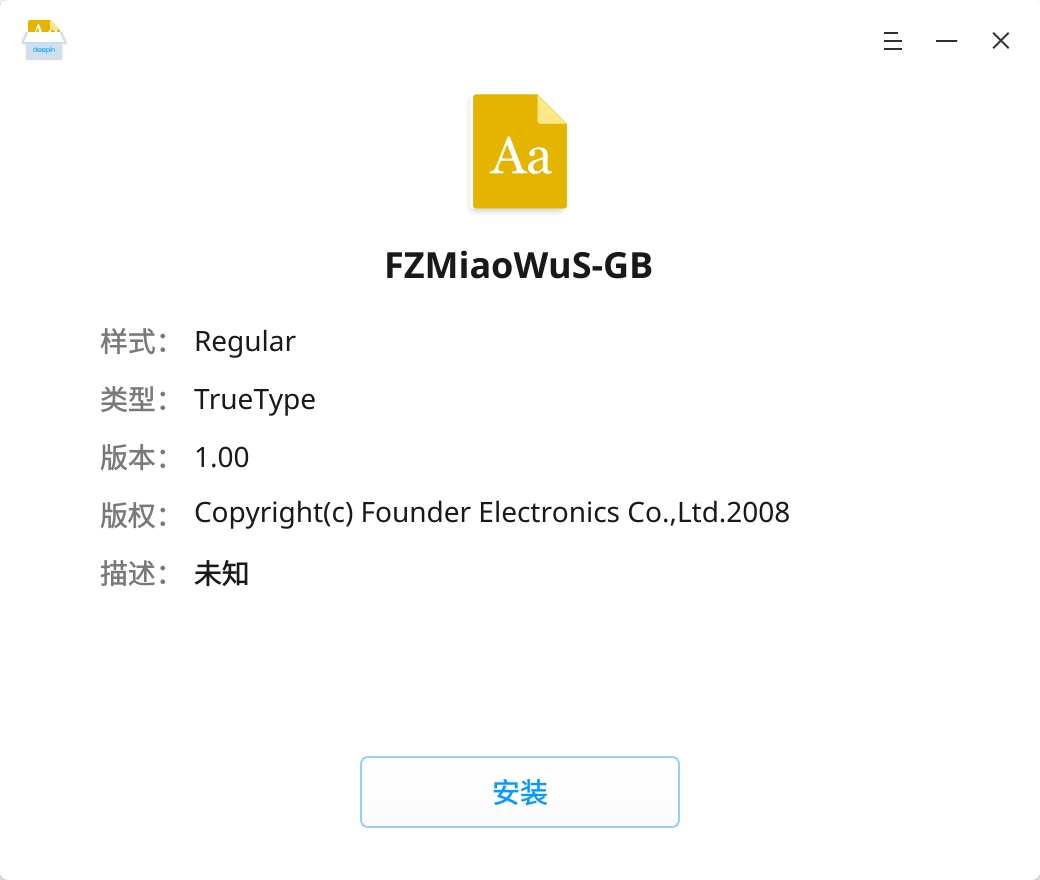 deepin
Aa
FZMiaoWuS-GB
样式： Regular
类型： TrueType
版本： 1.00
版权： Copyright(c) Founder Electronics Co.,Ltd.2008
描述： 未知
安装